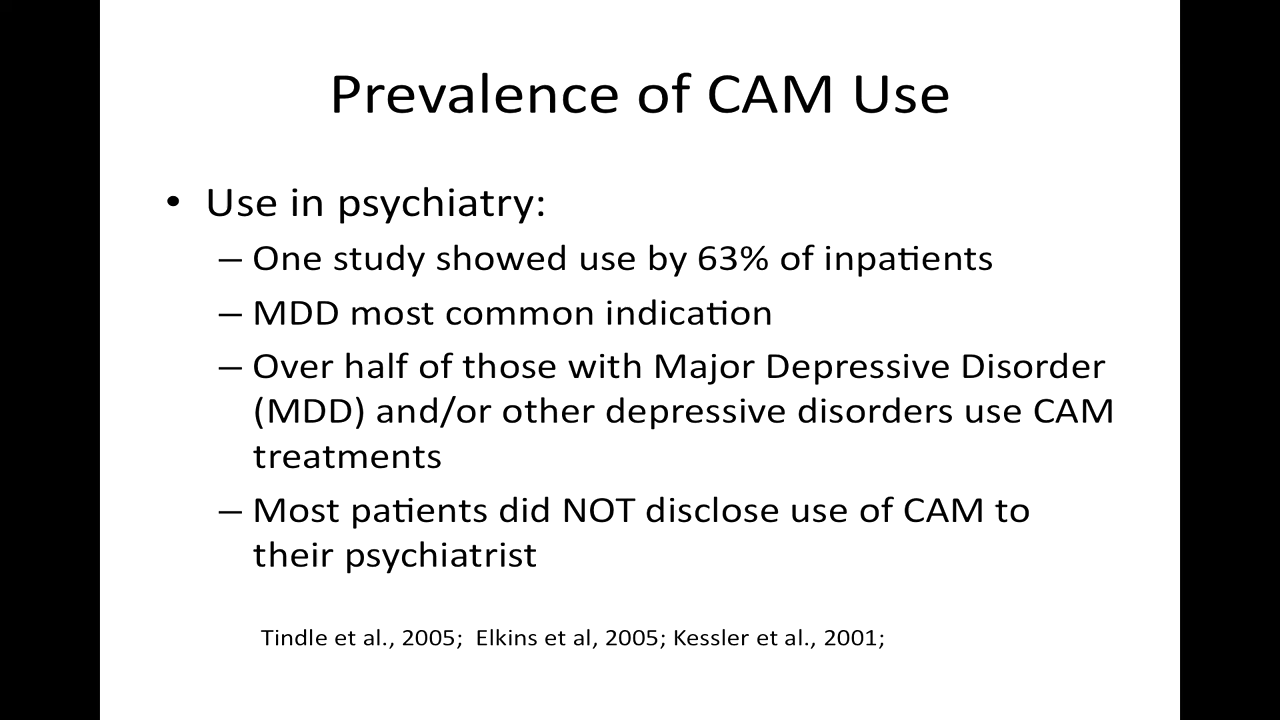 Prevalence of CAM Use
• Use in psychiatry:
– One study showed use by 63% of inpatients
– MDD most common indication
– Over half of those with Major Depressive Disorder
(MDD) and/or other depressive disorders use CAM
treatments
– Most patients did NOT disclose use of CAM to
their psychiatrist
Tindle et al., 2005;  Elkins et al, 2005; Kessler et al., 2001;